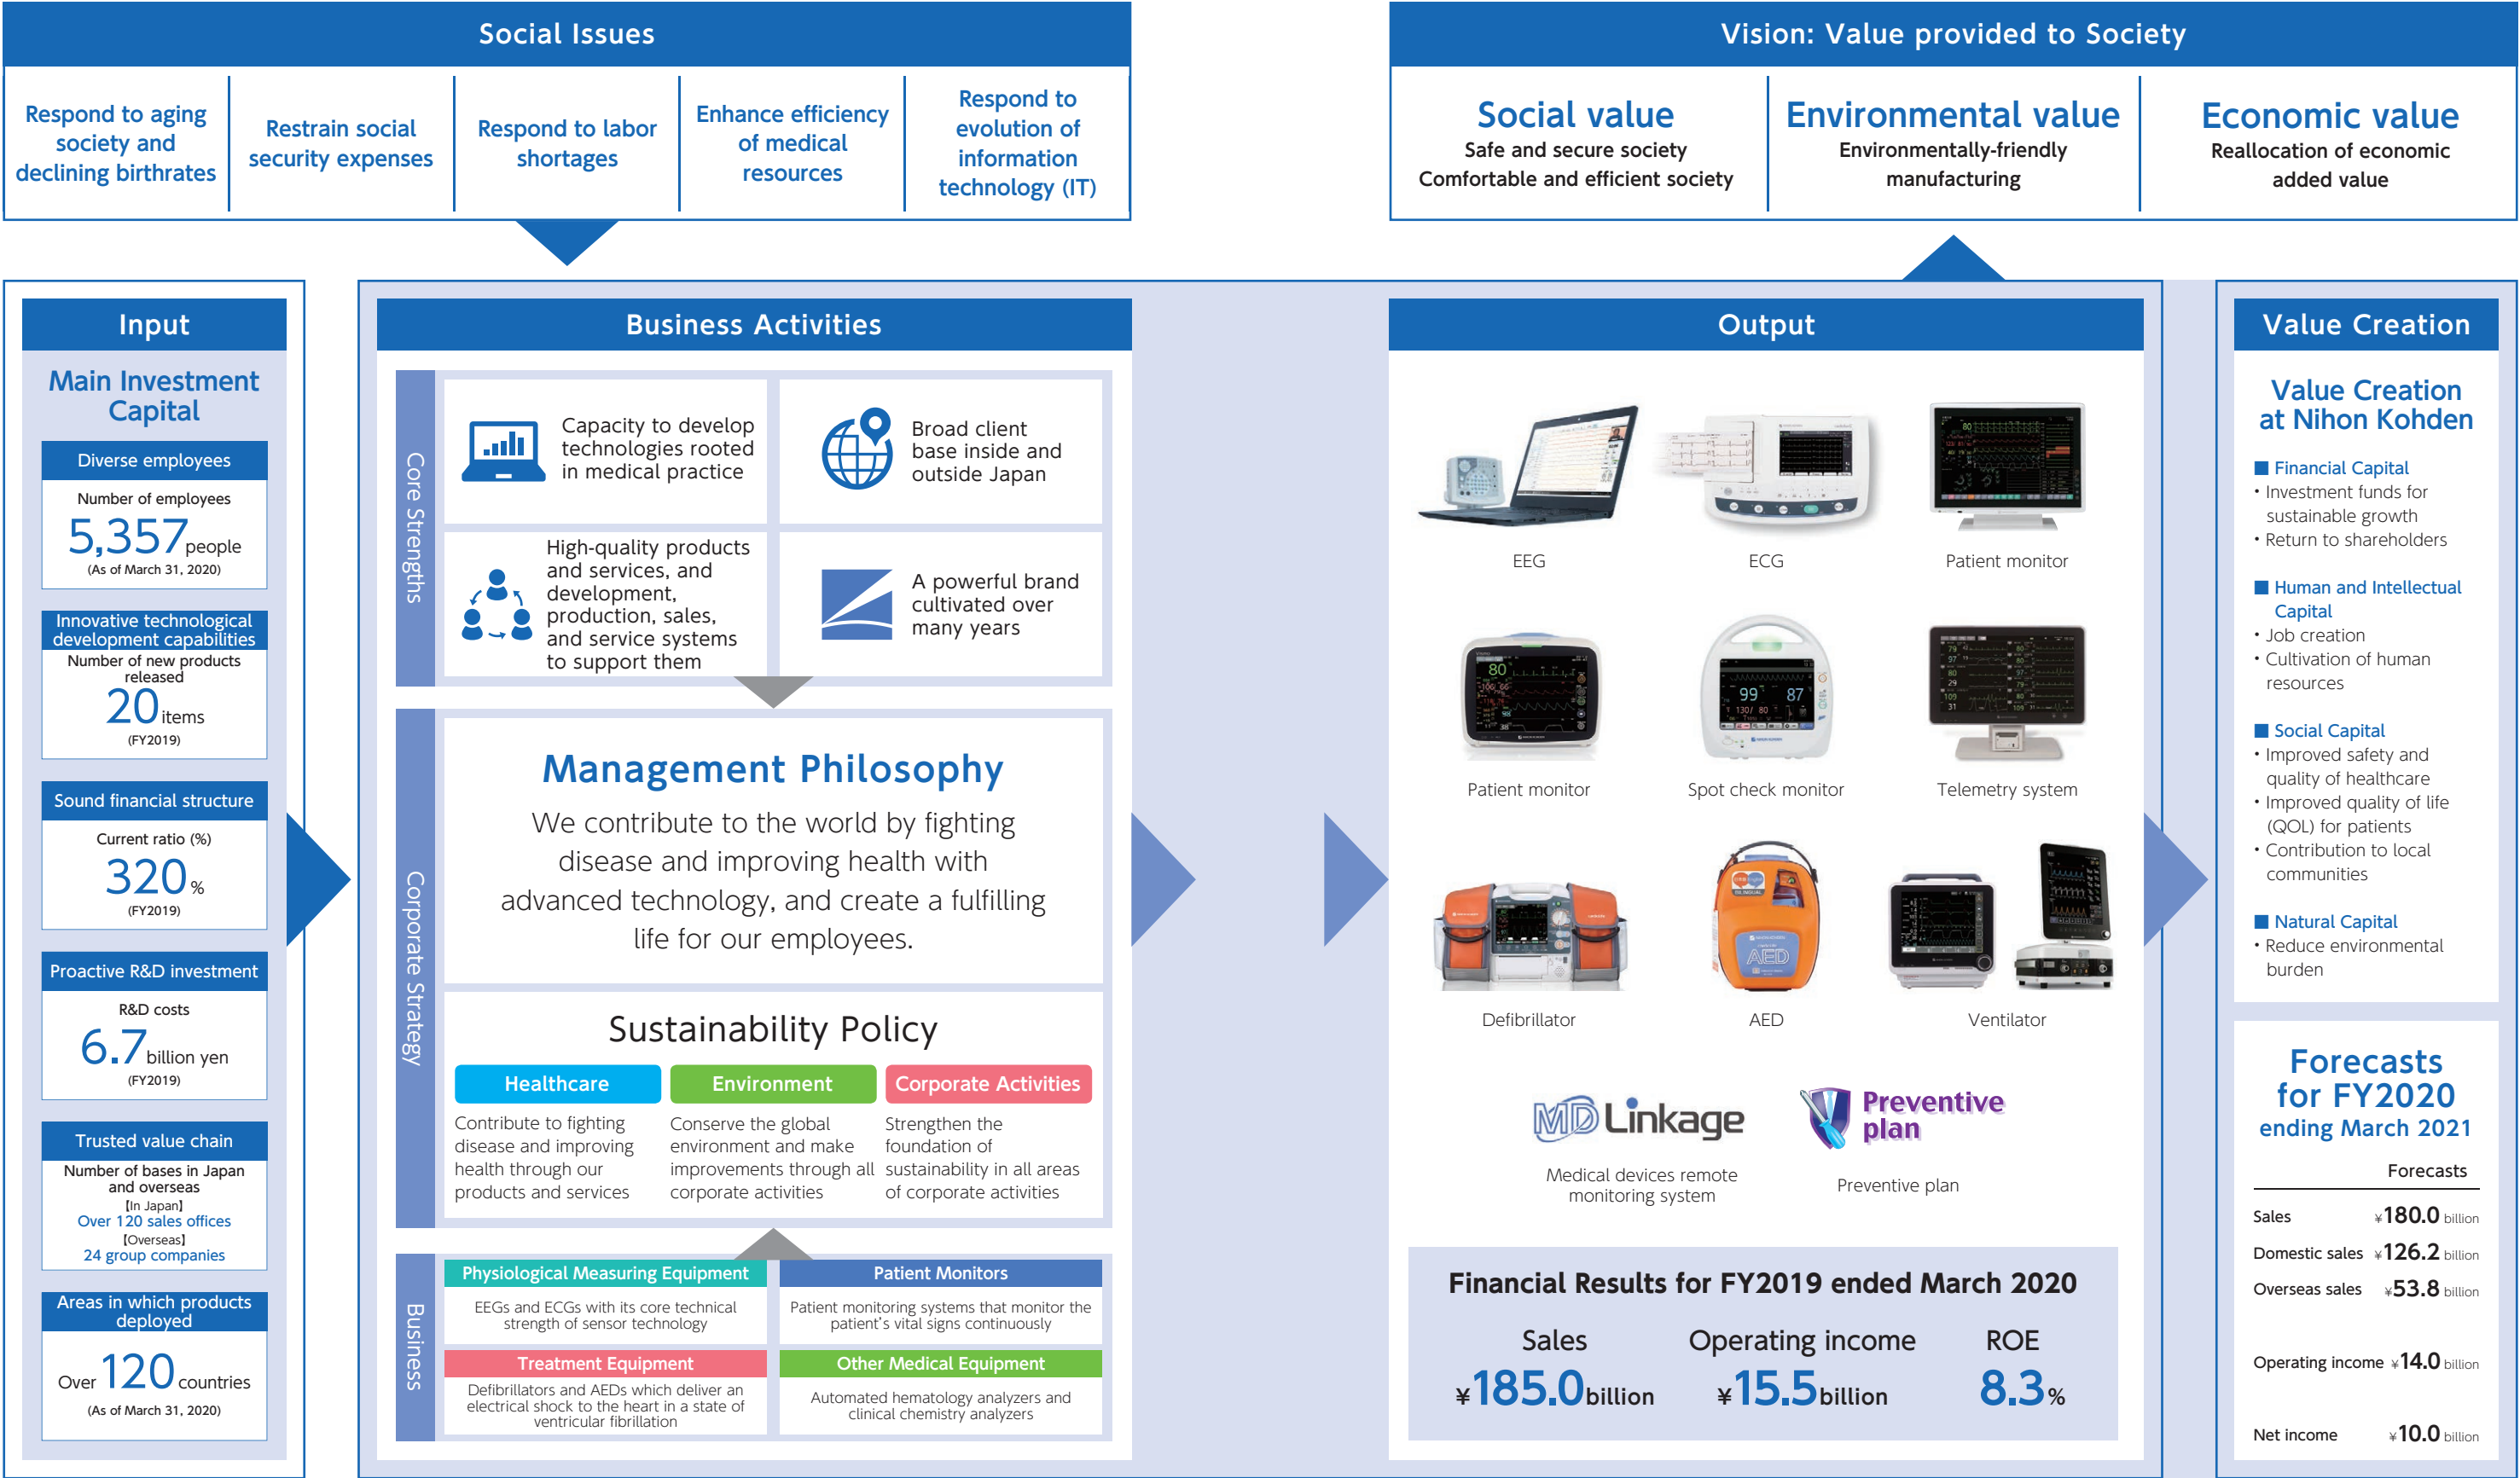 Social Issues
Respond to aging
society and
declining birthrates
Restrain social
security expenses
Respond to labor
shortages
Enhance efficiency
of medical
resources
Respond to
evolution of
information
technology (IT)
Vision: Value provided to Society
Social value
Safe and secure society
Comfortable and efficient society
Environmental value
Environmentally-friendly
manufacturing
Economic value
Reallocation of economic
added value
Input
Main Investment
Capital
Diverse employees
Number of employees
5,357 people
(As of March 31, 2020)
Innovative technological
development capabilities
Number of new products
released
20 items
(FY2019)
Sound financial structure
Current ratio (%)
320 %
(FY2019)
Proactive R&D investment
R&D costs
6.7 billion yen
(FY2019)
Trusted value chain
Number of bases in Japan
and overseas
【In Japan】
Over 120 sales offices
【Overseas】
24 group companies
Areas in which products
deployed
Over 120 countries
(As of March 31, 2020)
Business Activities
Core Strengths
Capacity to develop
technologies rooted
in medical practice
Broad client
base inside and
outside Japan
High-quality products
and services, and
development,
production, sales,
and service systems
to support them
A powerful brand
cultivated over
many years
Corporate Strategy
Management Philosophy
We contribute to the world by fighting
disease and improving health with
advanced technology, and create a fulfilling
life for our employees.
Sustainability Policy
Healthcare
Contribute to fighting
disease and improving
health through our
products and services
Environment
Conserve the global
environment and make
improvements through all
corporate activities
Corporate Activities
Strengthen the
foundation of
sustainability in all areas
of corporate activities
Business
Physiological Measuring Equipment
EEGs and ECGs with its core technical
strength of sensor technology
Patient Monitors
Patient monitoring systems that monitor the
patient's vital signs continuously
Treatment Equipment
Defibrillators and AEDs which deliver an
electrical shock to the heart in a state of
ventricular fibrillation
Other Medical Equipment
Automated hematology analyzers and
clinical chemistry analyzers
Output
EEG
ECG
80
Patient monitor
80
Patient monitor
99 87
130/ 80
Spot check monitor
Telemetry system
Defibrillator
AED
AED
Ventilator
MD Linkage
Medical devices remote
monitoring system
Preventive
plan
Preventive plan
Financial Results for FY2019 ended March 2020
Sales
¥185.0 billion
Operating income
¥15.5 billion
ROE
8.3 %
Value Creation
Value Creation
at Nihon Kohden
■ Financial Capital
・Investment funds for
sustainable growth
・Return to shareholders
■ Human and Intellectual
Capital
・Job creation
・Cultivation of human
resources
■ Social Capital
・Improved safety and
quality of healthcare
・Improved quality of life
(QOL) for patients
・Contribution to local
communities
■ Natural Capital
・Reduce environmental
burden
Forecasts
for FY2020
ending March 2021
Forecasts
Sales ¥180.0 billion
Domestic sales ¥126.2 billion
Overseas sales ¥53.8 billion
Operating income ¥14.0 billion
Net income ¥10.0 billion